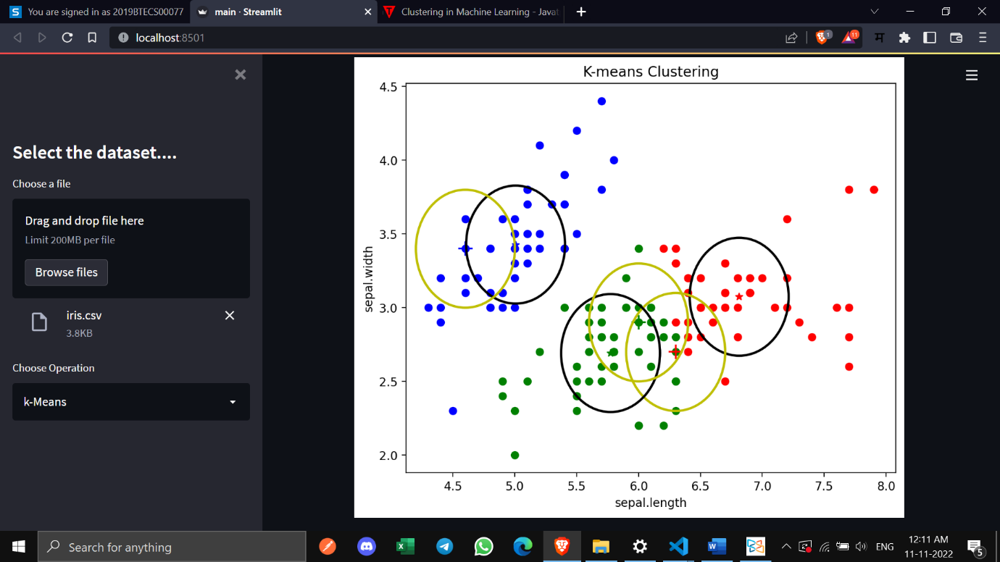 You are signed in as 2019BTECS00077
main · Streamlit
Clustering in Machine Learning - Javat
localhost:8501
1
11
म
Select the dataset....
Choose a file
Drag and drop file here
Limit 200MB per file
Browse files
iris.csv
3.8KB
Choose Operation
k-Means
K-means Clustering
4.5
4.0
3.5
3.0
2.5
2.0
sepal.width
4.5 5.0 5.5 6.0 6.5 7.0 7.5 8.0
sepal.length
Search for anything
ENG
12:11 AM
11-11-2022
5